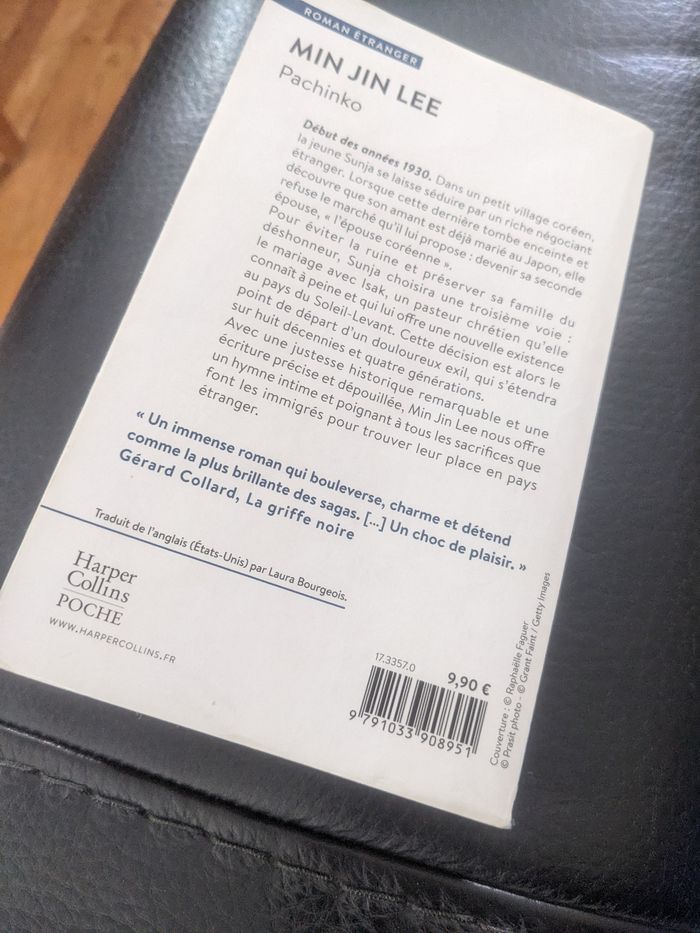 ROMAN ÉTRANGER
MIN JIN LEE
Pachinko
Début des années 1930. Dans un petit village coréen,
la jeune Sunja se laisse séduire par un riche négociant
étranger. Lorsque cette dernière tombe enceinte et
découvre que son amant est déjà marié au Japon, elle
refuse le marché qu'il lui propose : devenir sa seconde
épouse, « l'épouse coréenne ».
Pour éviter la ruine et préserver sa famille du
déshonneur, Sunja choisira une troisième voie :
le mariage avec Isak, un pasteur chrétien qu'elle
connaît à peine et qui lui offre une nouvelle existence
au pays du Soleil-Levant. Cette décision est alors le
point de départ d'un douloureux exil, qui s'étendra
sur huit décennies et quatre générations.
Avec une justesse historique remarquable et une
écriture précise et dépouillée, Min Jin Lee nous offre
un hymne intime et poignant à tous les sacrifices que
font les immigrés pour trouver leur place en pays
étranger.
« Un immense roman qui bouleverse, charme et détend
comme la plus brillante des sagas. [...] Un choc de plaisir. »
Gérard Collard, La griffe noire
Traduit de l'anglais (États-Unis) par Laura Bourgeois.
Harper
Collins
POCHE
WWW.HARPERCOLLINS.FR
17.3357.0
9,90 €
9 791033 908951
Couverture : © Raphaëlle Faguer
© Prasit photo - © Grant Faint / Getty Images